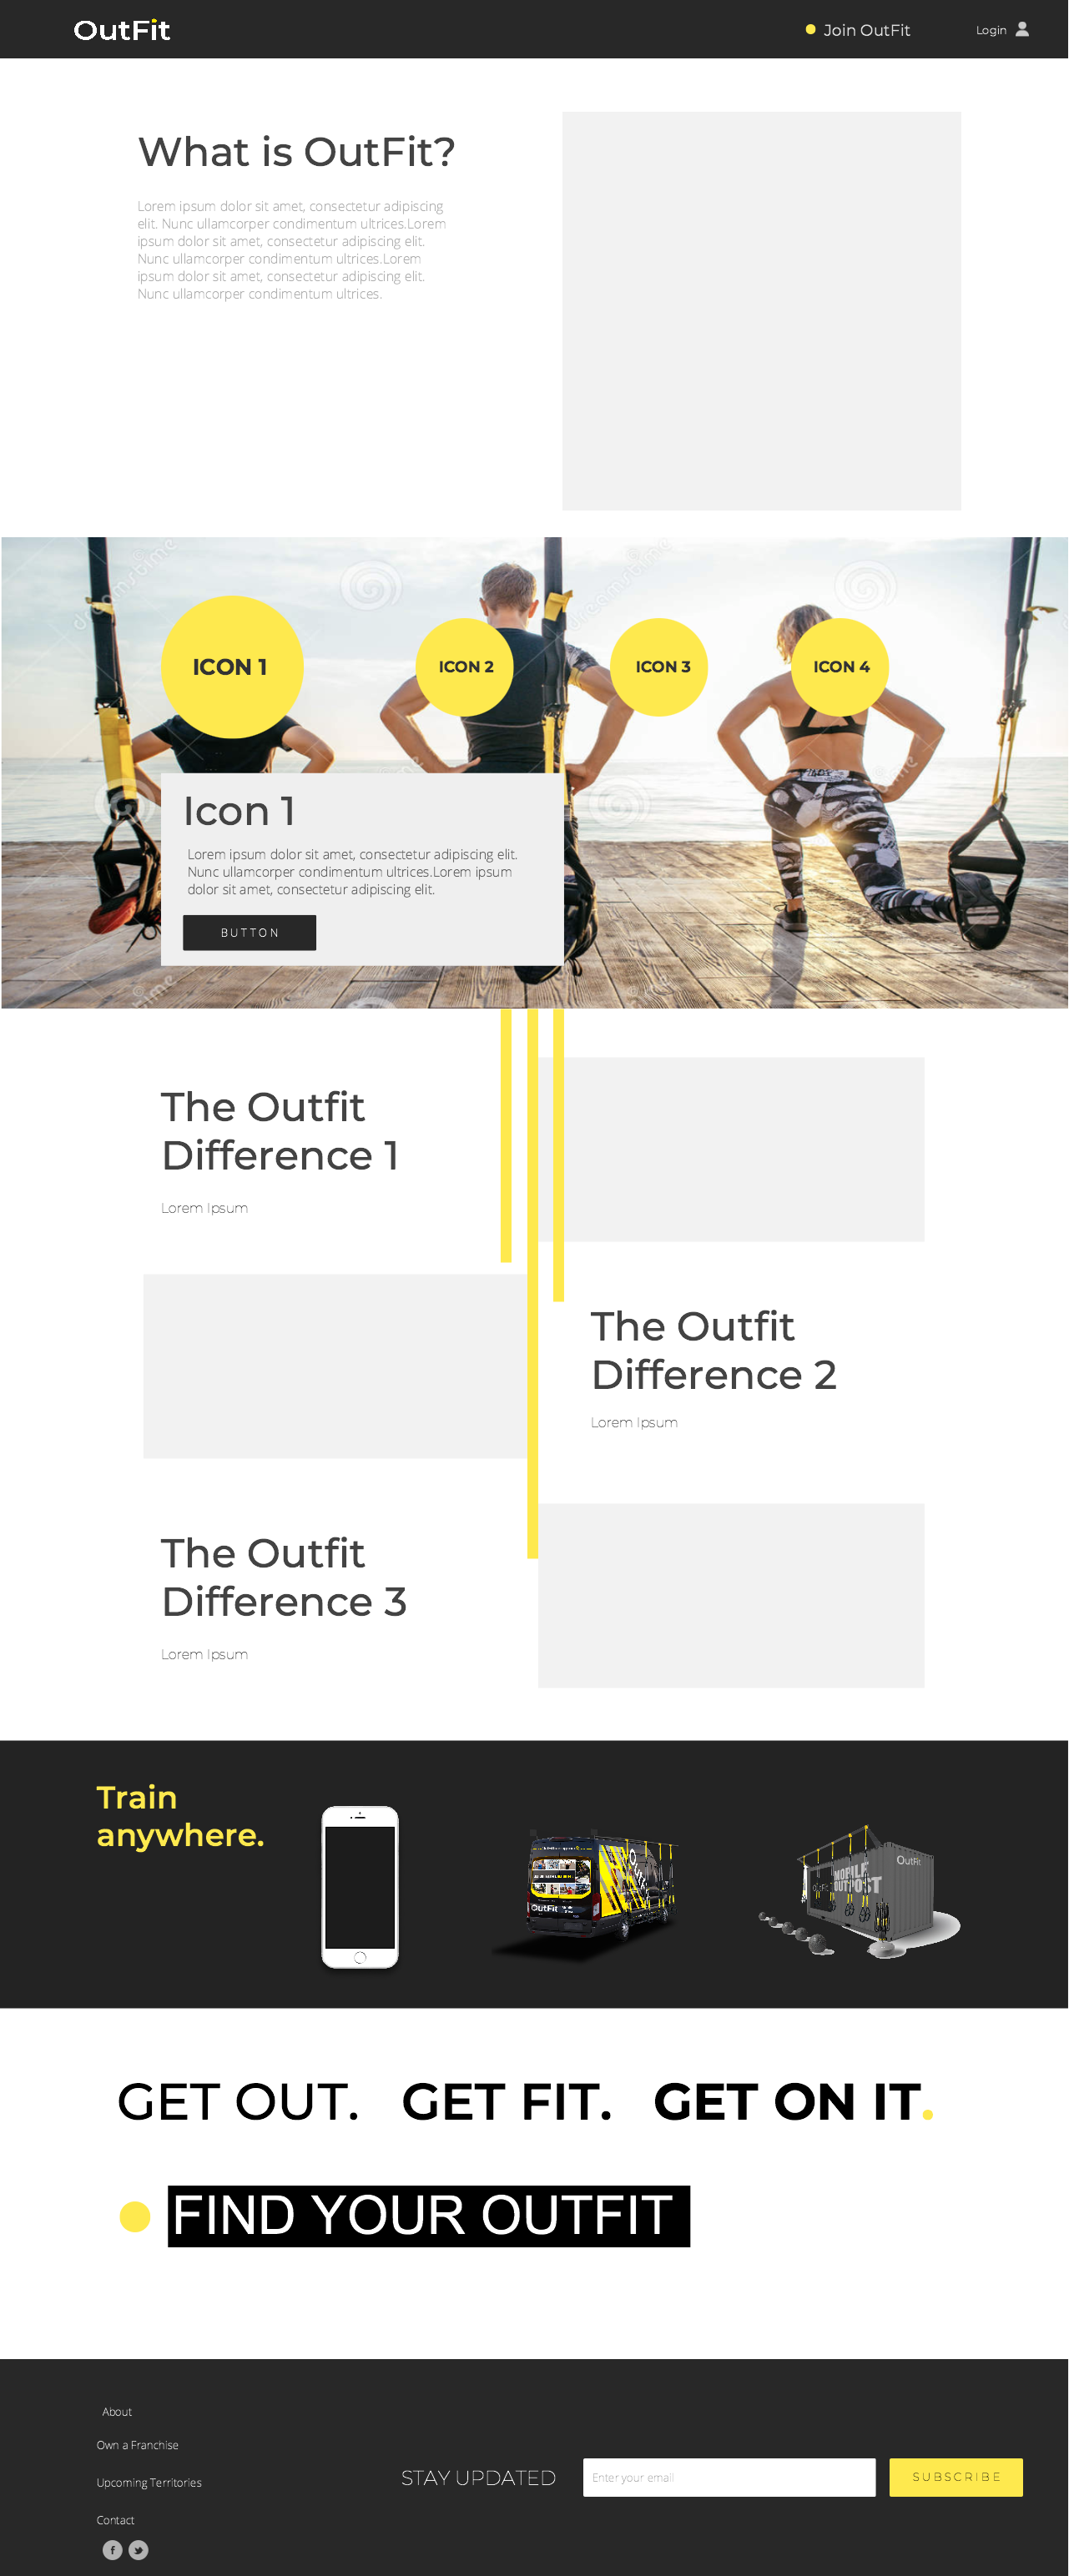 OutFit
Join OutFit
Login
What is OutFit?
Lorem ipsum dolor sit amet, consectetur adipiscing
elit. Nunc ullamcorper condimentum ultrices.Lorem
ipsum dolor sit amet, consectetur adipiscing elit.
Nunc ullamcorper condimentum ultrices.Lorem
ipsum dolor sit amet, consectetur adipiscing elit.
Nunc ullamcorper condimentum ultrices.
dreamstime
dreamstime
ICON 1
ICON 2
ICON 3
ICON 4
Icon 1
Lorem ipsum dolor sit amet, consectetur adipiscing elit.
Nunc ullamcorper condimentum ultrices.Lorem ipsum
dolor sit amet, consectetur adipiscing elit.
BUTTON
The Outfit
Difference 1
Lorem Ipsum
The Outfit
Difference 2
Lorem Ipsum
The Outfit
Difference 3
Lorem Ipsum
Train
anywhere.
OutFit
OutFit
MOBILE
OUTPOST
GET OUT. GET FIT. GET ON IT.
FIND YOUR OUTFIT
About
Own a Franchise
Upcoming Territories
Contact
STAY UPDATED
Enter your email
SUBSCRIBE